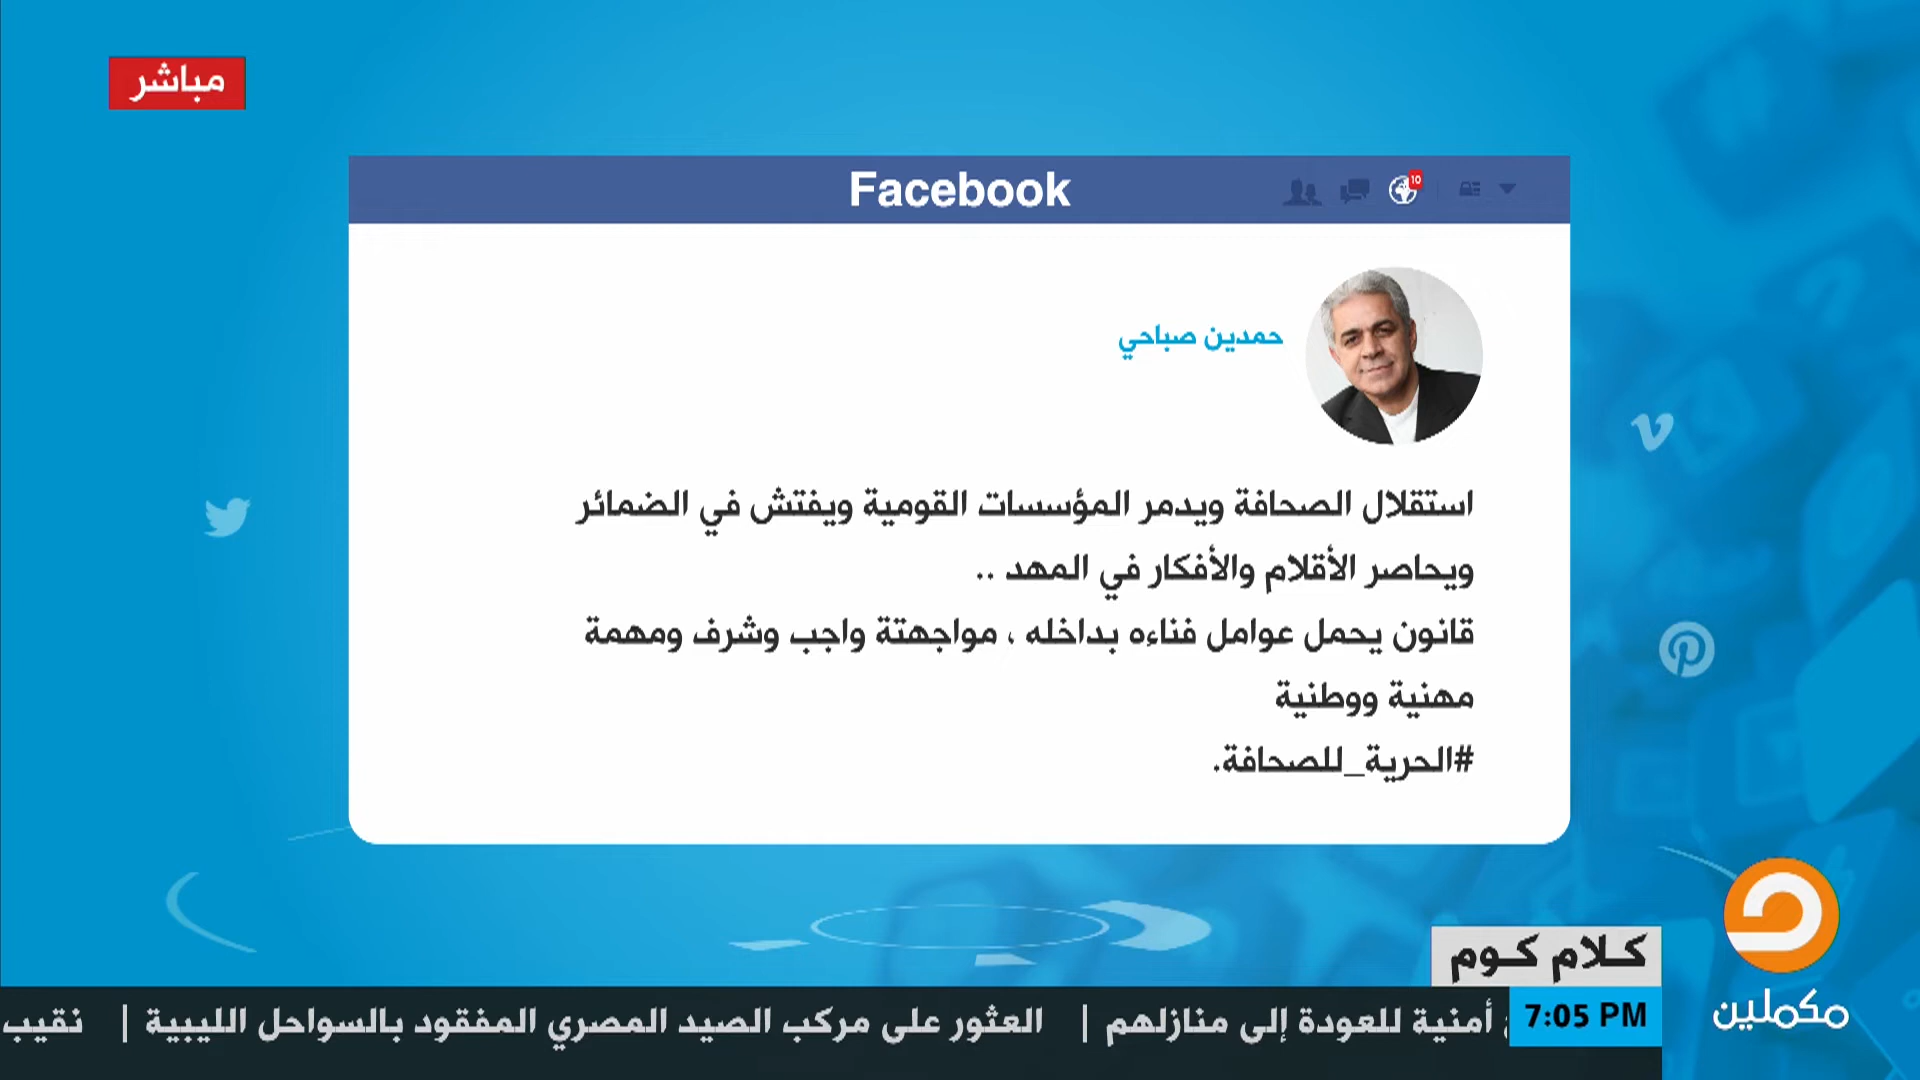 مباشر
Facebook
10
حمدين صباحي
استقلال الصحافة ويدمر المؤسسات القومية ويفتش في الضمائر
ويحاصر الأقلام والأفكار في المهد ..
قانون يحمل عوامل فناءه بداخله ، مواجهتة واجب وشرف ومهمة
مهنية ووطنية
#الحرية_للصحافة.
كلام كوم
مكملين
7:05 PM
أمنية للعودة إلى منازلهم | العثور على مركب الصيد المصري المفقود بالسواحل الليبية | نقيب